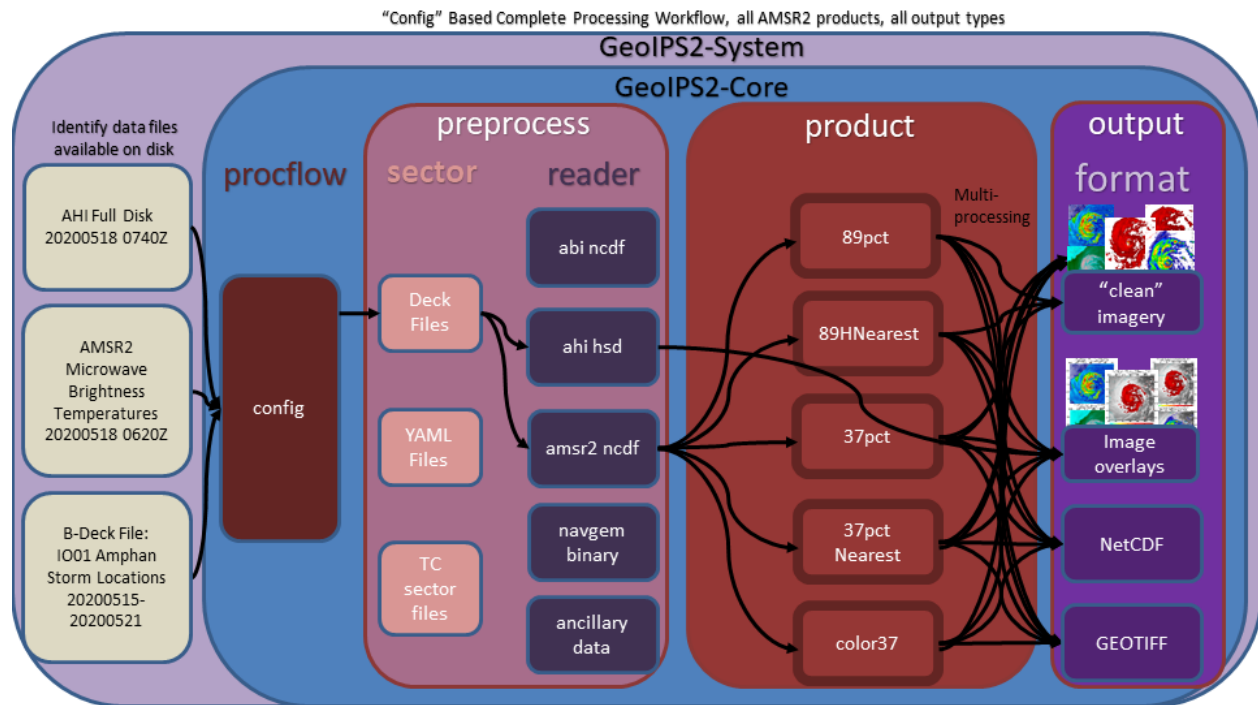 “Config” Based Complete Processing Workflow, all AMSR2 products, all output types
GeoIPS2-System
GeoIPS2-Core
Identify data files
available on disk
AHI Full Disk
20200518 0740Z
AMSR2
Microwave
Brightness
Temperatures
20200518 0620Z
B-Deck File:
IO01 Amphan
Storm Locations
20200515-
20200521
procflow
config
preprocess
sector
Deck
Files
YAML
Files
TC
sector
files
reader
abi ncdf
ahi hsd
amsr2 ncdf
navgem
binary
ancillary
data
product
Multi-
processing
89pct
89HNearest
37pct
37pct
Nearest
color37
output
format
“clean”
imagery
Image
overlays
NetCDF
GEOTIFF